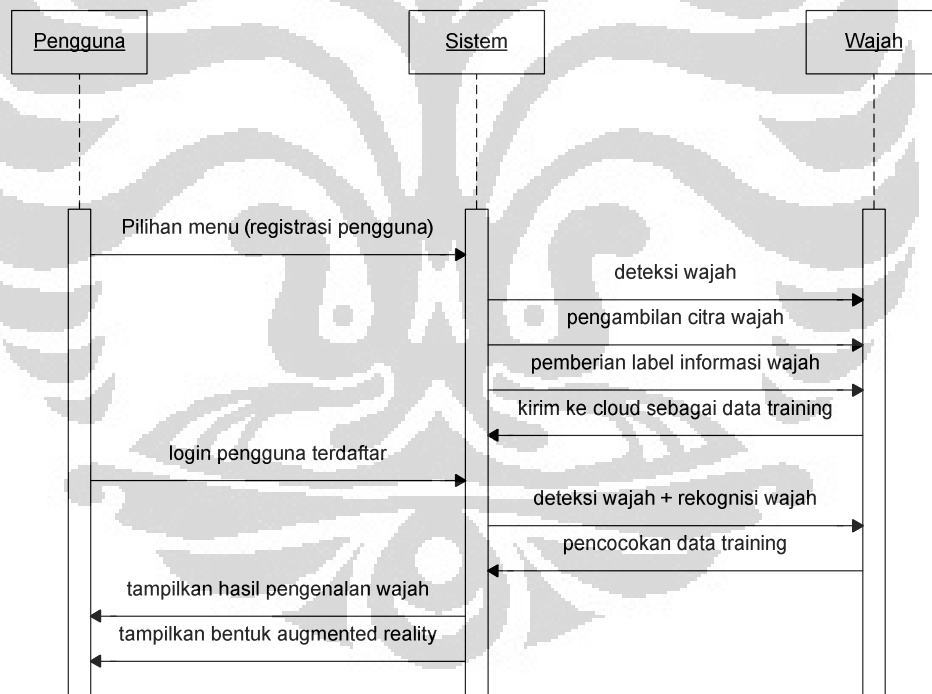 Pengguna
Sistem
Wajah
Pilihan menu (registrasi pengguna)
deteksi wajah
pengambilan citra wajah
pemberian label informasi wajah
kirim ke cloud sebagai data training
login pengguna terdaftar
deteksi wajah + rekognisi wajah
pencocokan data training
tampilkan hasil pengenalan wajah
tampilkan bentuk augmented reality